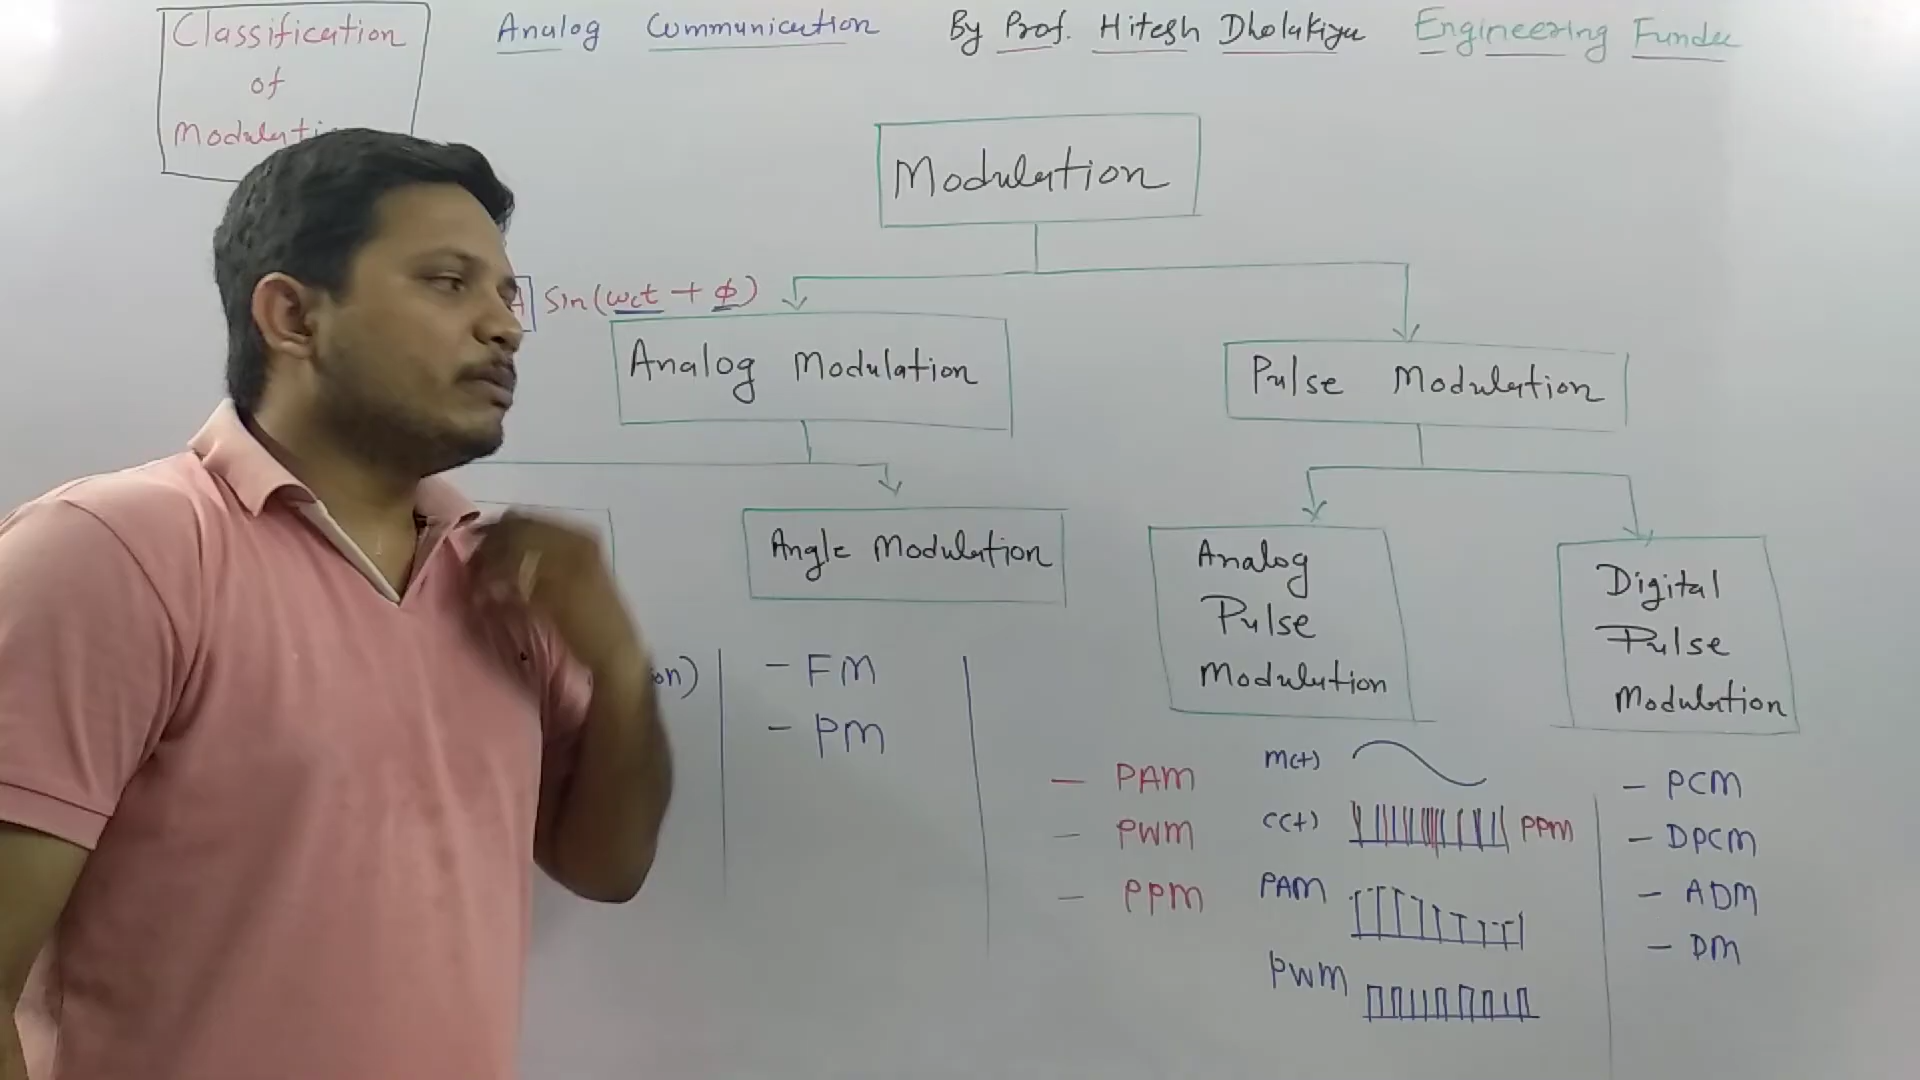 Classification
of
Analog Communication By Prof. Hitesh Dholakiya Engineering Funda
Modulation
A Sin(ωct + φ)
Analog Modulation
Pulse Modulation
Angle Modulation
Analog
Pulse
Modulation
Digital
Pulse
Modulation
- FM
- PM
- PAM
- PWM
- PPM
m(t)
c(t)
PPM
PAM
PWM
- PCM
- DPCM
- ADM
- DM